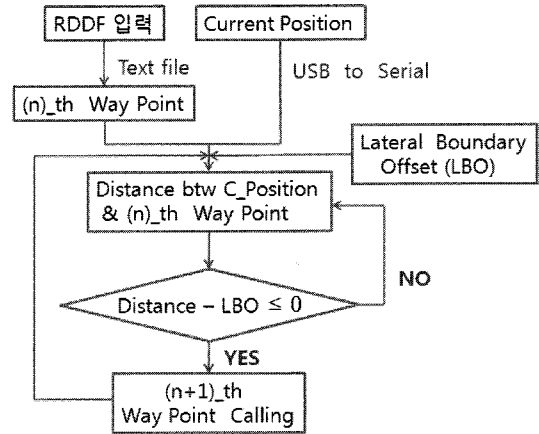 RDDF 입력
Current Position
Text file
USB to Serial
(n)_th Way Point
Lateral Boundary
Offset (LBO)
Distance btw C_Position
& (n)_th Way Point
NO
Distance – LBO ≤ 0
YES
(n+1)_th
Way Point Calling